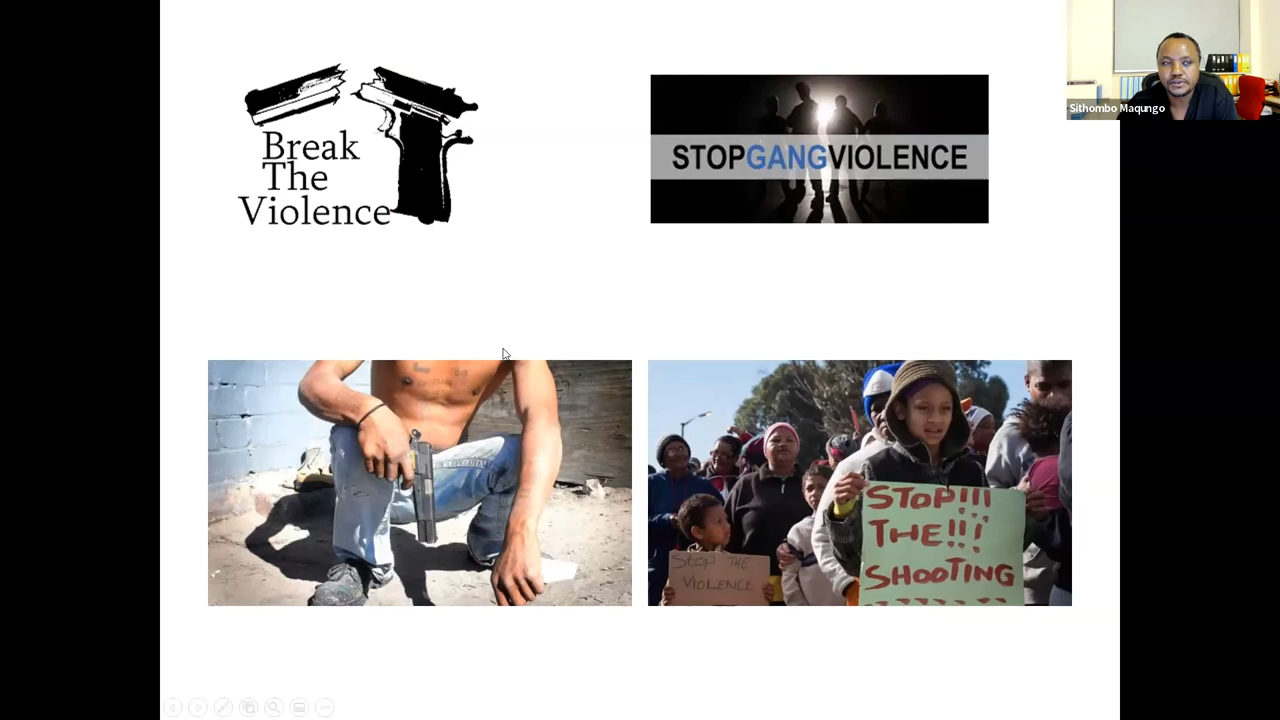 Break
The
Violence
STOPGANGVIOLENCE
Sithombo Maqungo
STOP THE
VIOLENCE
STOP!!!
THE!!!
SHOOTING